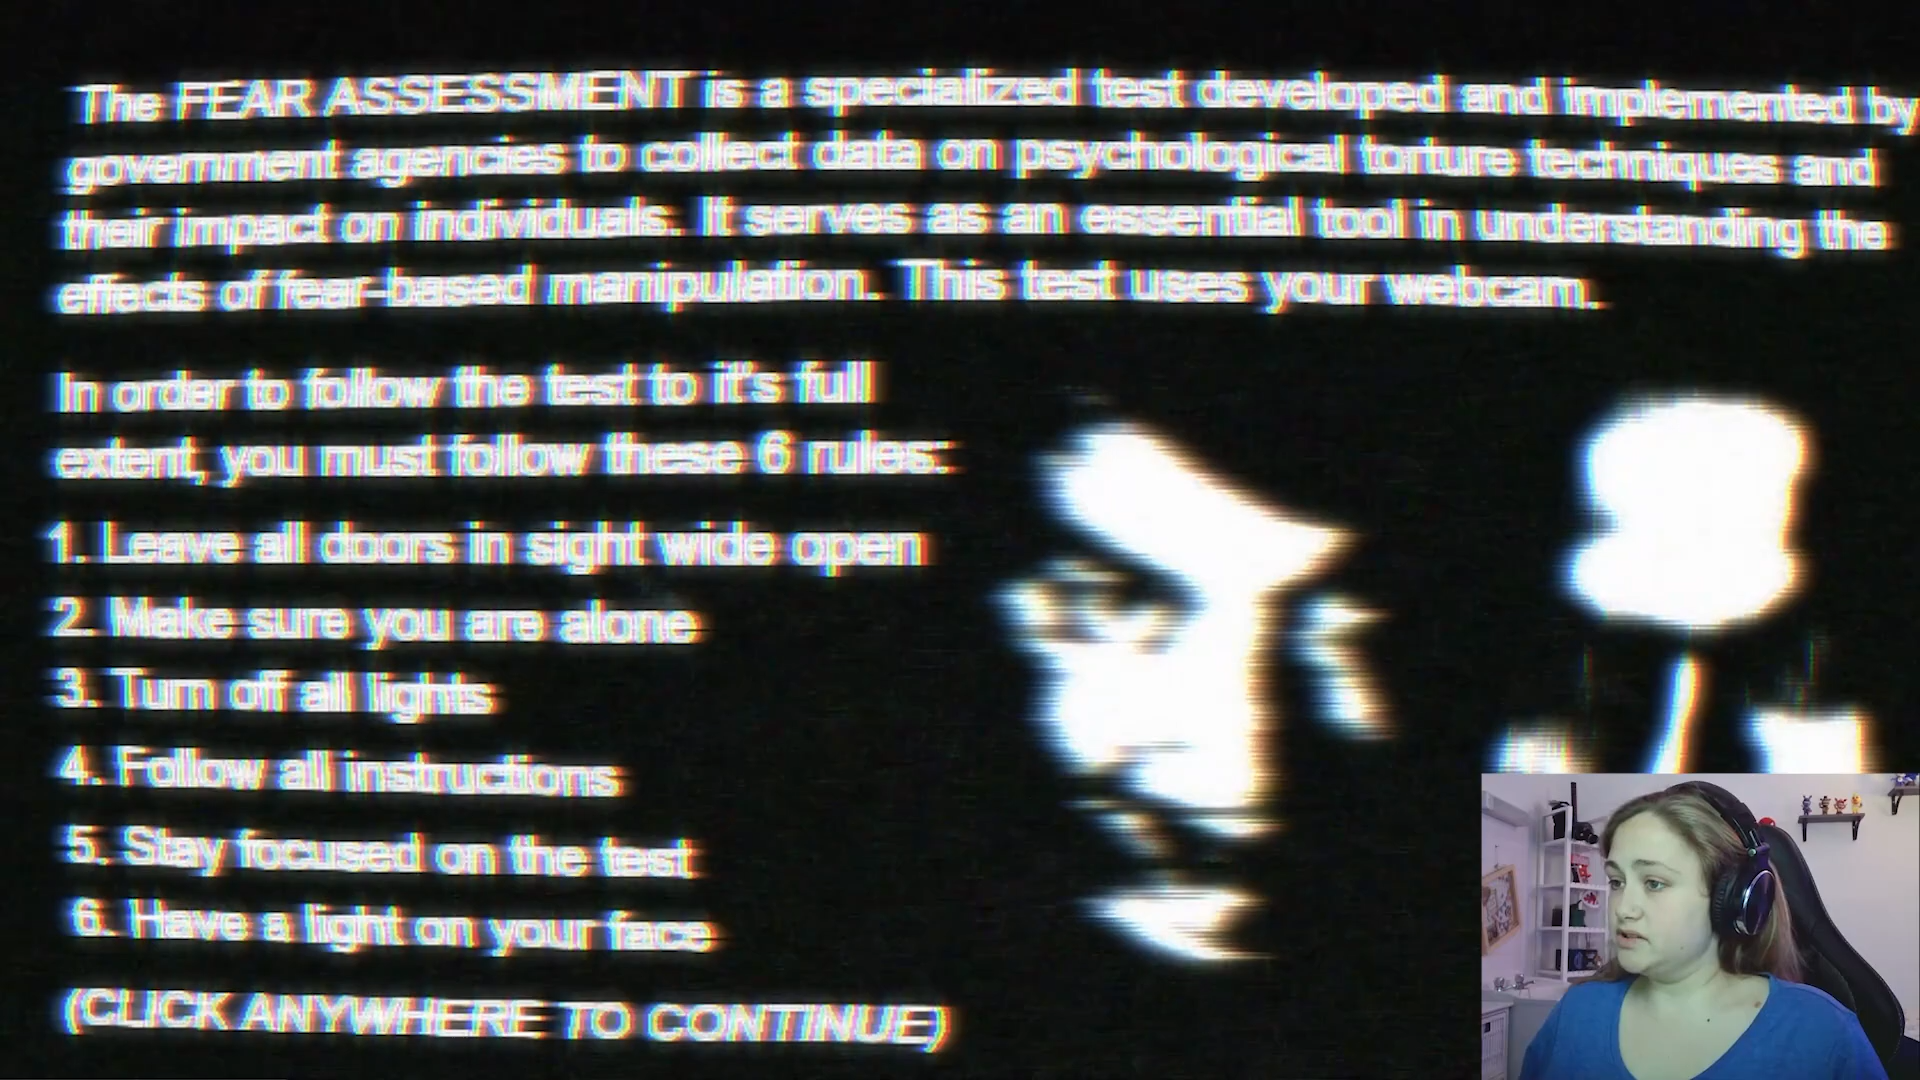 The FEAR ASSESSMENT is a specialized test developed and implemented by
government agencies to collect data on psychological torture techniques and
their impact on individuals. It serves as an essential tool in understanding the
effects of fear-based manipulation. This test uses your webcam.
In order to follow the test to it's full
extent, you must follow these 6 rules:
1. Leave all doors in sight wide open
2. Make sure you are alone
3. Turn off all lights
4. Follow all instructions
5. Stay focused on the test
6. Have a light on your face
(CLICK ANYWHERE TO CONTINUE)